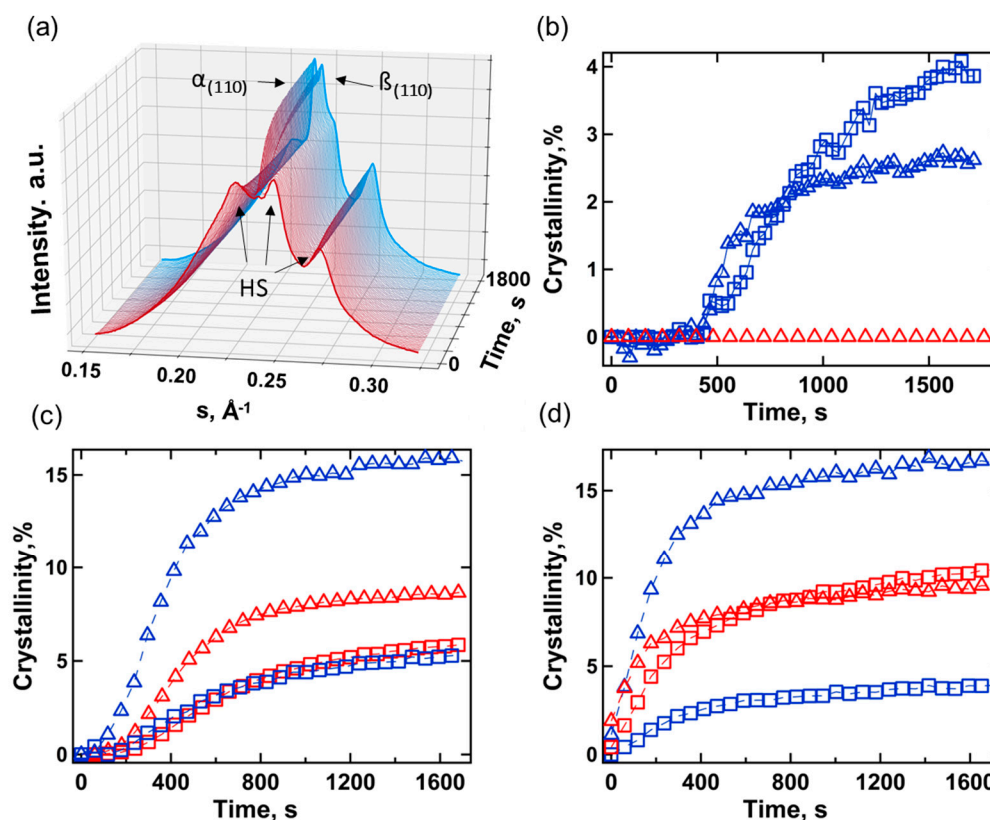 (a)
α(110)
ß(110)
HS
Intensity. a.u.
0.15
0.20
0.25
0.30
s, Å-1
0
1800
Time, s
(b)
Crystallinity,%
4
3
2
1
0
0
500
1000
1500
Time, s
(c)
Crystallinity,%
15
10
5
0
0
400
800
1200
1600
Time, s
(d)
Crystallinity,%
15
10
5
0
0
400
800
1200
1600
Time, s